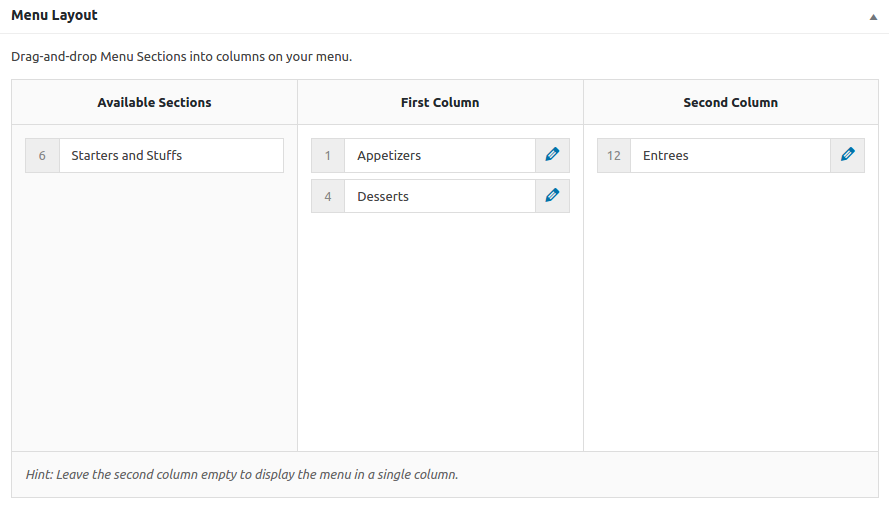 Menu Layout
Drag-and-drop Menu Sections into columns on your menu.
Available Sections
First Column
Second Column
6 Starters and Stuffs
1 Appetizers
12 Entrees
4 Desserts
Hint: Leave the second column empty to display the menu in a single column.